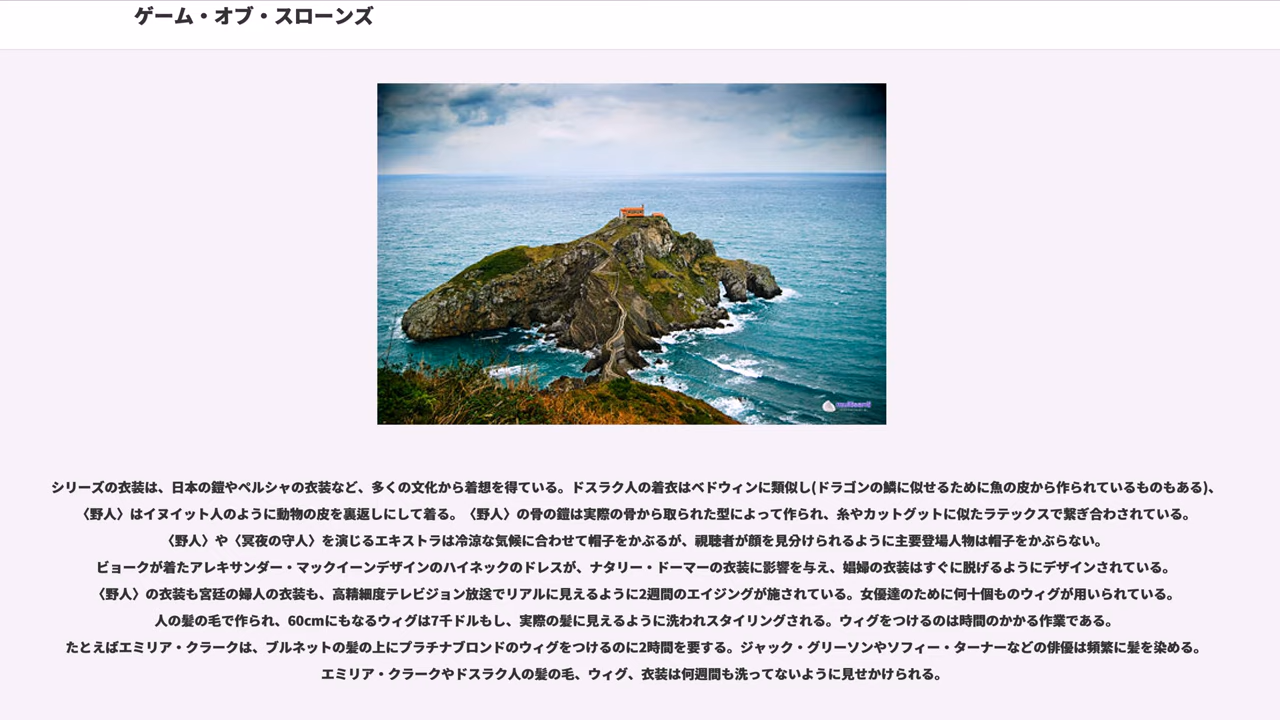 ゲーム・オブ・スローンズ
シリーズの衣装は、日本の鎧やペルシャの衣装など、多くの文化から着想を得ている。ドスラク人の着衣はベドウィンに類似し(ドラゴンの鱗に似せるために魚の皮から作られているものもある)、
〈野人〉はイヌイット人のように動物の皮を裏返しにして着る。〈野人〉の骨の鎧は実際の骨から取られた型によって作られ、糸やカットグットに似たラテックスで繋ぎ合わされている。
〈野人〉や〈冥夜の守人〉を演じるエキストラは冷涼な気候に合わせて帽子をかぶるが、視聴者が顔を見分けられるように主要登場人物は帽子をかぶらない。
ビョークが着たアレキサンダー・マックイーンデザインのハイネックのドレスが、ナタリー・ドーマーの衣装に影響を与え、娼婦の衣装はすぐに脱げるようにデザインされている。
〈野人〉の衣装も宮廷の婦人の衣装も、高精細度テレビジョン放送でリアルに見えるように2週間のエイジングが施されている。女優達のために何十個ものウィグが用いられている。
人の髪の毛で作られ、60cmにもなるウィグは7千ドルもし、実際の髪に見えるように洗われスタイリングされる。ウィグをつけるのは時間のかかる作業である。
たとえばエミリア・クラークは、ブルネットの髪の上にプラチナブロンドのウィグをつけるのに2時間を要する。ジャック・グリーソンやソフィー・ターナーなどの俳優は頻繁に髪を染める。
エミリア・クラークやドスラク人の髪の毛、ウィグ、衣装は何週間も洗ってないように見せかけられる。